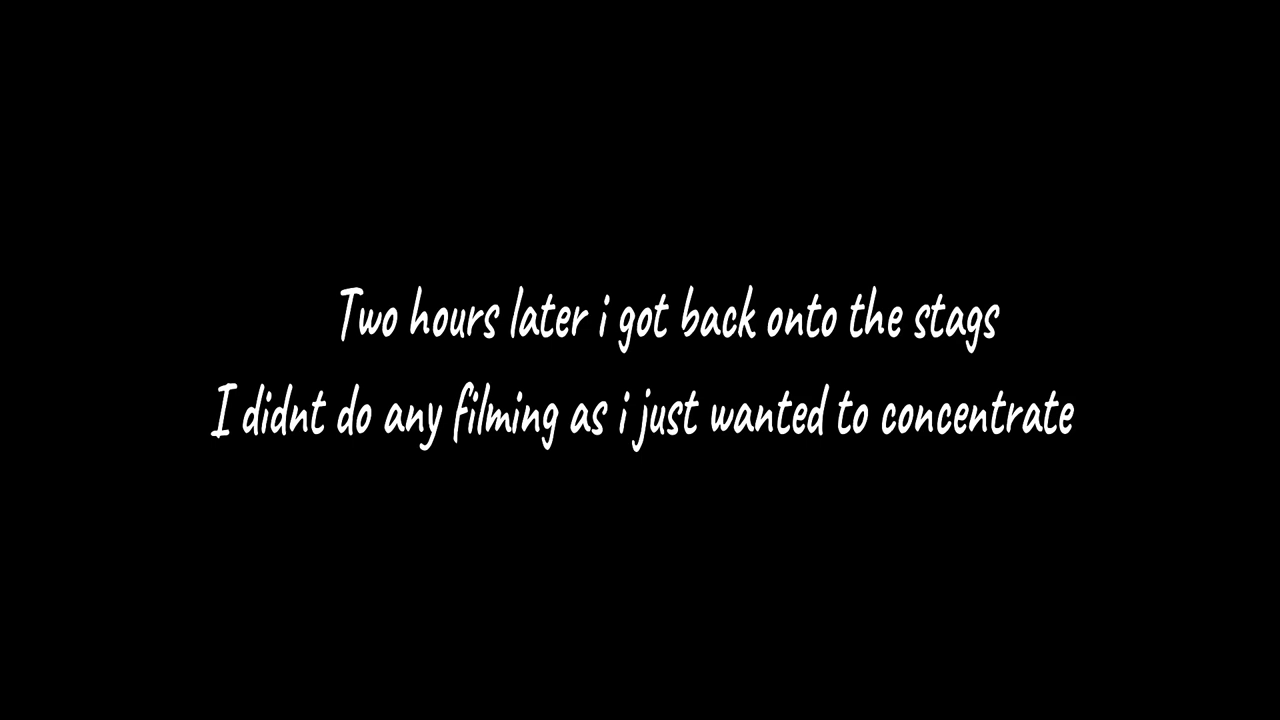 Two hours later i got back onto the stags
I didnt do any filming as i just wanted to concentrate